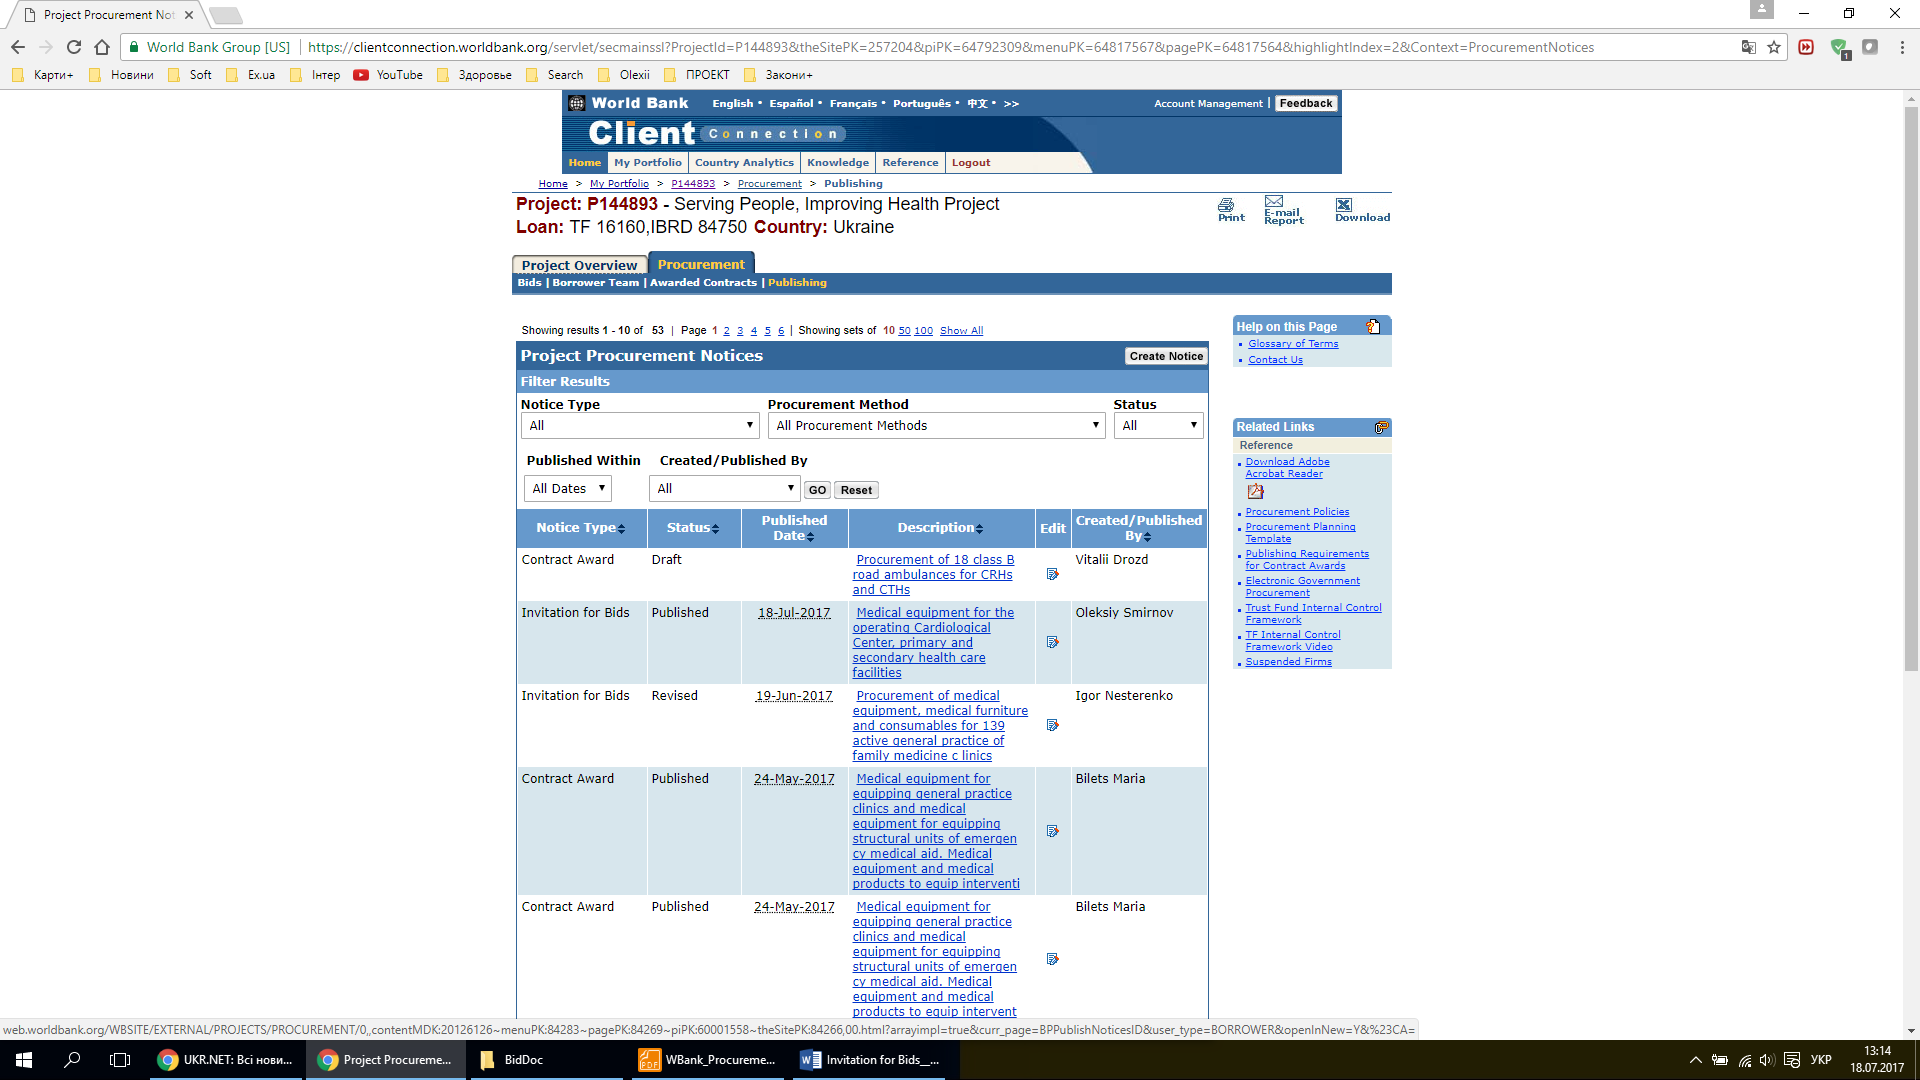 Project Procurement Not
World Bank Group [US] https://clientconnection.worldbank.org/servlet/secmainssl?ProjectId=P144893&theSitePK=257204&piPK=64792309&menuPK=64817567&pagePK=64817564&highlightIndex=2&Context=ProcurementNotices
1
Карти+ Новини Soft Ex.ua Інтер YouTube Здоровье Search Olexii ПРОЕКТ Закони+
World Bank English • Español • Français • Português • 中文 • >> Account Management | Feedback
Client Connection
Home My Portfolio Country Analytics Knowledge Reference Logout
Home > My Portfolio > P144893 > Procurement > Publishing
Project: P144893 - Serving People, Improving Health Project
Loan: TF 16160,IBRD 84750 Country: Ukraine
Print E-mail Report Download
Project Overview Procurement
Bids | Borrower Team | Awarded Contracts | Publishing
Showing results 1 - 10 of 53 | Page 1 2 3 4 5 6 | Showing sets of 10 50 100 Show All
Project Procurement Notices Create Notice
Filter Results
Notice Type Procurement Method Status
All All Procurement Methods All
Published Within Created/Published By
All Dates All GO Reset
Notice Type Status Published Date Description Edit Created/Published By
Contract Award Draft Procurement of 18 class B Vitalii Drozd
road ambulances for CRHs
and CTHs
Invitation for Bids Published 18-Jul-2017 Medical equipment for the Oleksiy Smirnov
operating Cardiological
Center, primary and
secondary health care
facilities
Invitation for Bids Revised 19-Jun-2017 Procurement of medical Igor Nesterenko
equipment, medical furniture
and consumables for 139
active general practice of
family medicine c linics
Contract Award Published 24-May-2017 Medical equipment for Bilets Maria
equipping general practice
clinics and medical
equipment for equipping
structural units of emergen
cy medical aid. Medical
equipment and medical
products to equip interventi
Contract Award Published 24-May-2017 Medical equipment for Bilets Maria
equipping general practice
clinics and medical
equipment for equipping
structural units of emergen
cy medical aid. Medical
equipment and medical
products to equip intervent
Help on this Page
Glossary of Terms
Contact Us
Related Links
Reference
Download Adobe
Acrobat Reader
Procurement Policies
Procurement Planning
Template
Publishing Requirements
for Contract Awards
Electronic Government
Procurement
Trust Fund Internal Control
Framework
TF Internal Control
Framework Video
Suspended Firms
web.worldbank.org/WBSITE/EXTERNAL/PROJECTS/PROCUREMENT/0,,contentMDK:20126126~menuPK:84283~pagePK:84269~piPK:60001558~theSitePK:84266,00.html?arrayimpl=true&curr_page=BPPublishNoticesID&user_type=BORROWER&openInNew=Y&%23CA=
UKR.NET: Всі нови... Project Procureme... BidDoc WBank_Procureme... Invitation for Bids__... УКР 13:14
18.07.2017